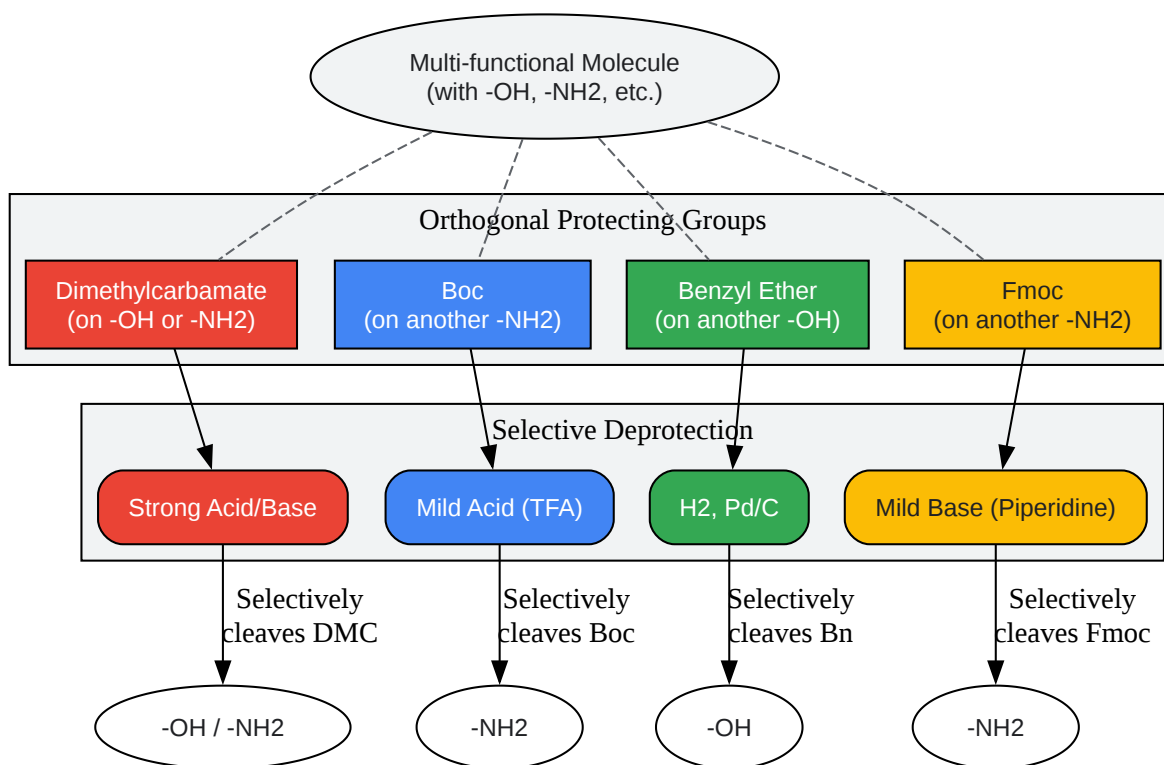 Multi-functional Molecule
(with -OH, -NH2, etc.)
Orthogonal Protecting Groups
Dimethylcarbamate
(on -OH or -NH2)
Boc
(on another -NH2)
Benzyl Ether
(on another -OH)
Fmoc
(on another -NH2)
Selective Deprotection
Strong Acid/Base
Mild Acid (TFA)
H2, Pd/C
Mild Base (Piperidine)
Selectively
cleaves DMC
Selectively
cleaves Boc
Selectively
cleaves Bn
Selectively
cleaves Fmoc
-OH / -NH2
-NH2
-OH
-NH2